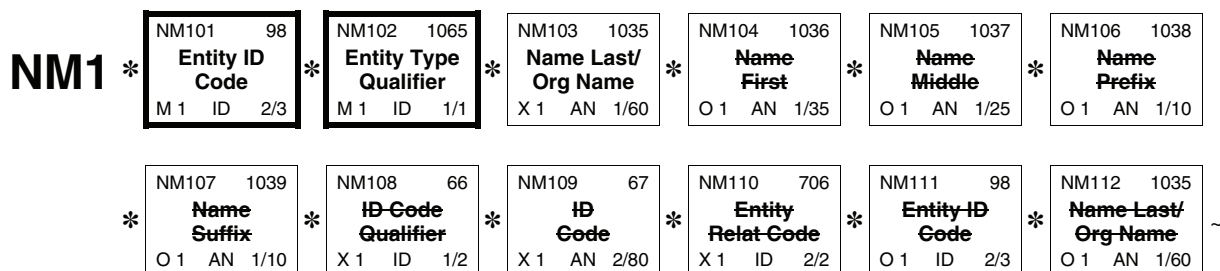 NM101 98 NM102 1065 NM103 1035 NM104 1036 NM105 1037 NM106 1038
NM1 * Entity ID * Entity Type * Name Last/ * Name * Name * Name
Code Qualifier Org Name First Middle Prefix
M 1 ID 2/3 M 1 ID 1/1 X 1 AN 1/60 O 1 AN 1/35 O 1 AN 1/25 O 1 AN 1/10
NM107 1039 NM108 66 NM109 67 NM110 706 NM111 98 NM112 1035
* Name * ID Code * ID * Entity * Entity ID * Name Last/ ~
Suffix Qualifier Code Relat Code Code Org Name
O 1 AN 1/10 X 1 ID 1/2 X 1 AN 2/80 X 1 ID 2/2 O 1 ID 2/3 O 1 AN 1/60